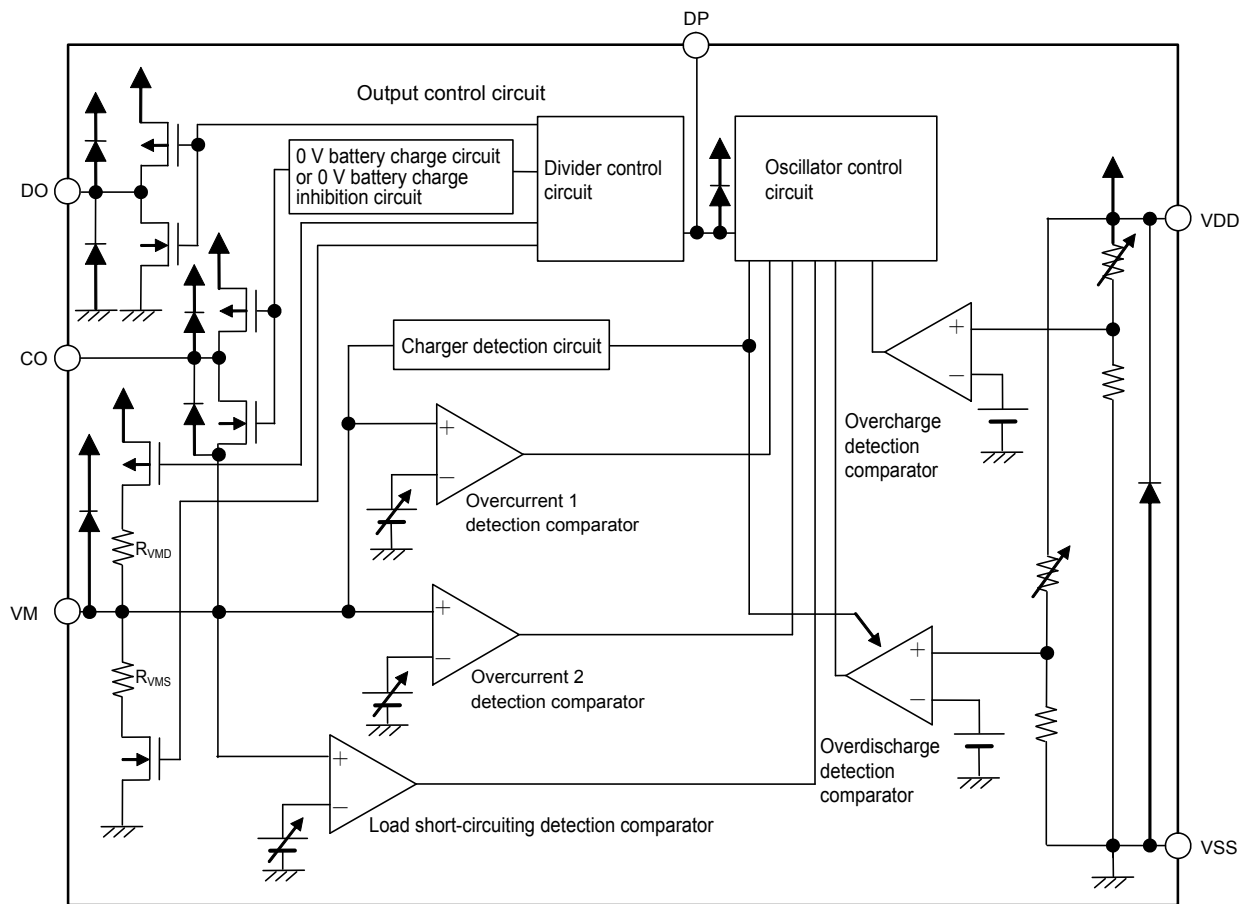 DP
Output control circuit
0 V battery charge circuit
or 0 V battery charge
inhibition circuit
Divider control
circuit
Oscillator control
circuit
DO
VDD
CO
Charger detection circuit
+
−
Overcharge
detection
comparator
+
−
Overcurrent 1
detection comparator
RVMD
VM
+
−
Overcurrent 2
detection comparator
RVMS
+
−
Overdischarge
detection
comparator
+
−
Load short-circuiting detection comparator
VSS